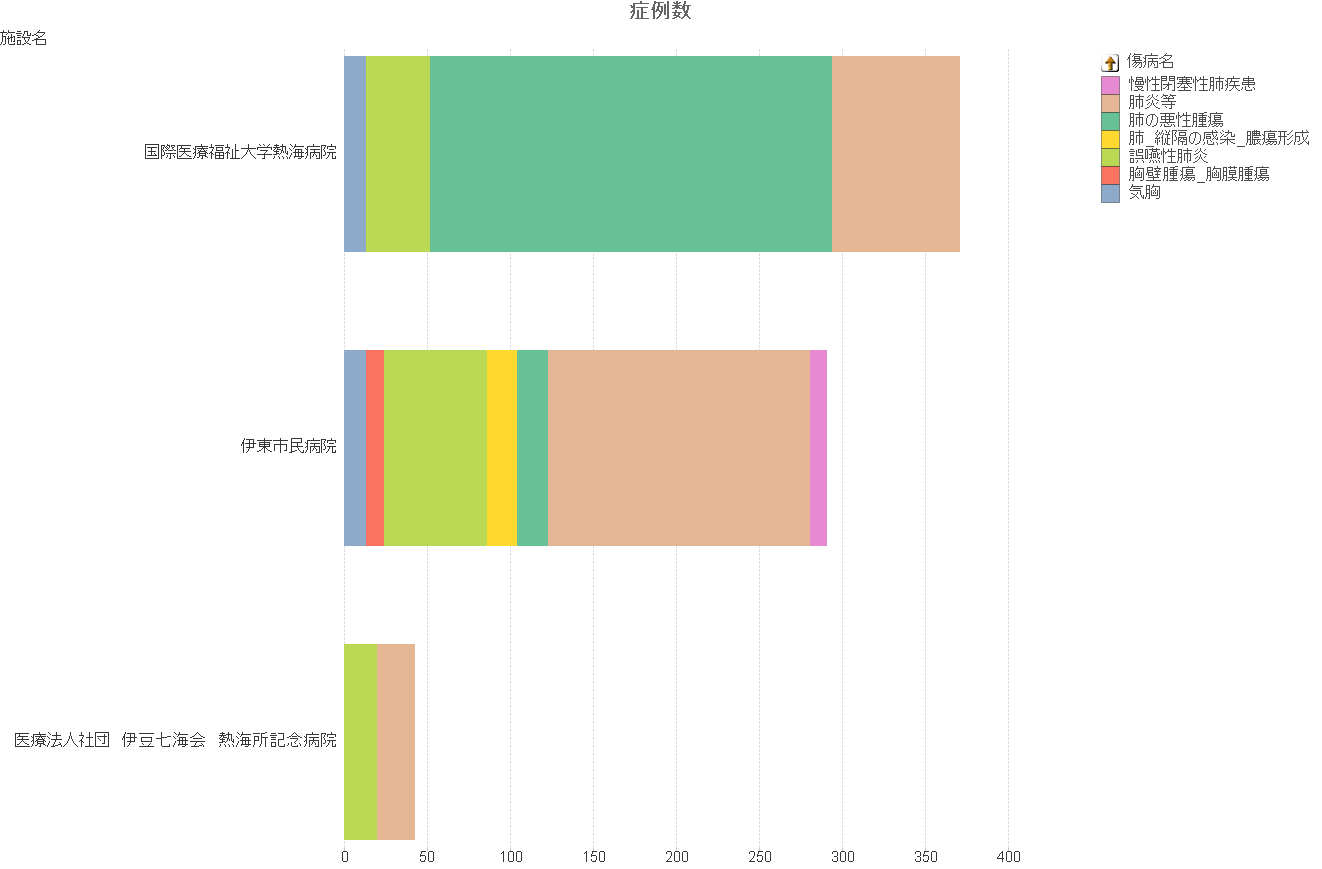 症例数
施設名
傷病名
慢性閉塞性肺疾患
肺炎等
肺の悪性腫瘍
肺_縦隔の感染_膿瘍形成
誤嚥性肺炎
胸壁腫瘍_胸膜腫瘍
気胸
国際医療福祉大学熱海病院
伊東市民病院
医療法人社団　伊豆七海会　熱海所記念病院
0 50 100 150 200 250 300 350 400